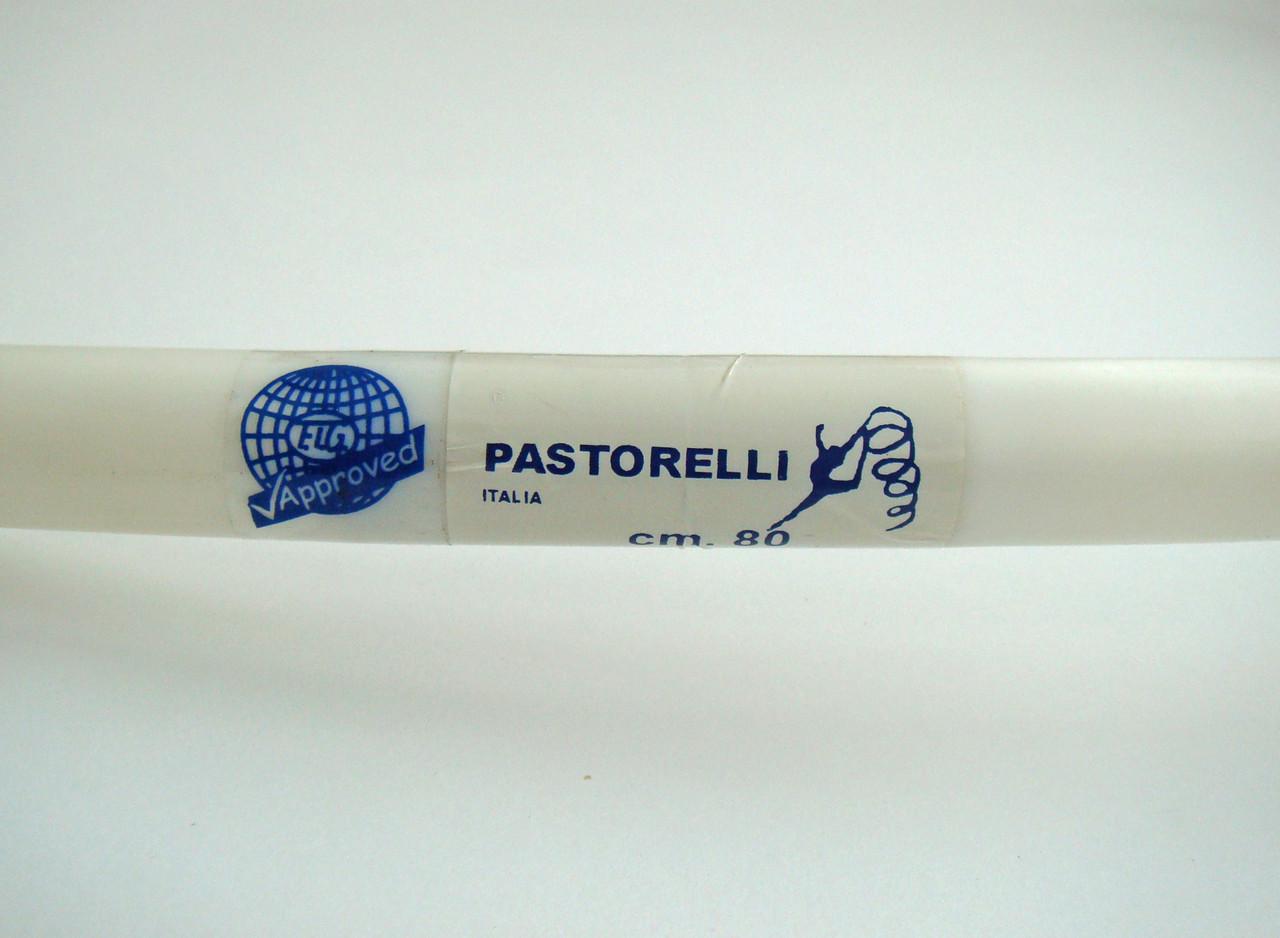 FIG
Approved
PASTORELLI
ITALIA
cm. 80